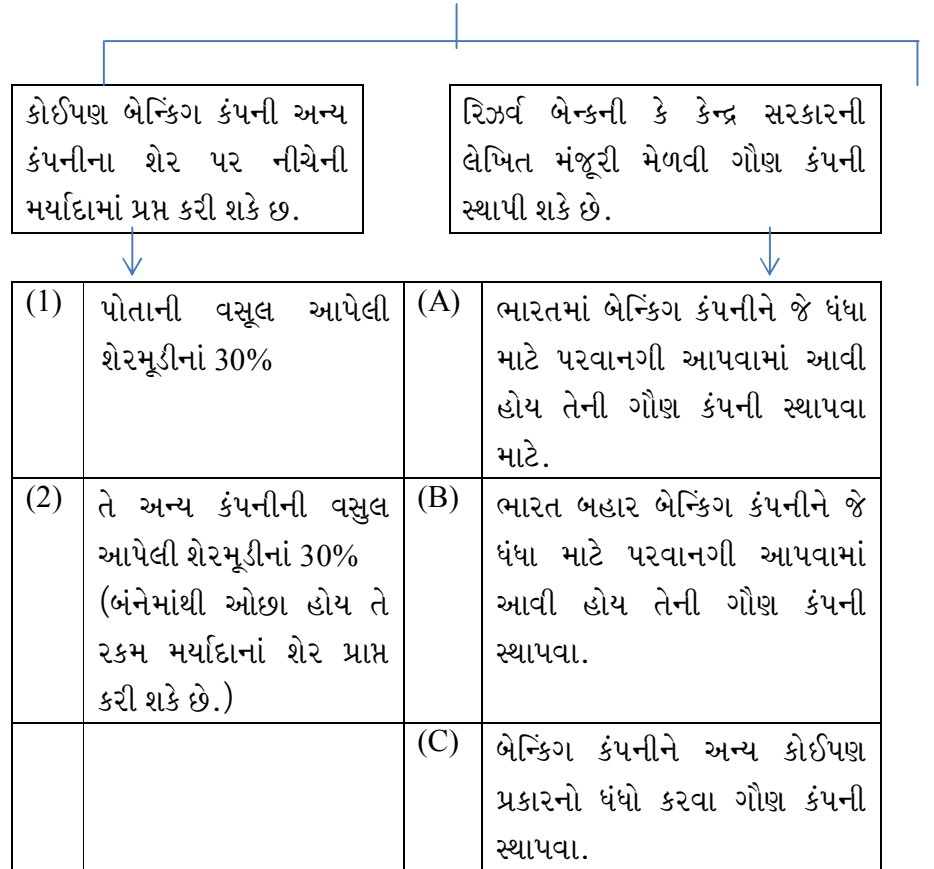 કોઈપણ બેન્કિંગ કંપની અન્ય
કંપનીના શેર પર નીચેની
મર્યાદામાં પ્રપ્ત કરી શકે છ.
રિઝર્વ બેન્કની કે કેન્દ્ર સરકારની
લેખિત મંજૂરી મેળવી ગૌણ કંપની
સ્થાપી શકે છે.
(1)
પોતાની વસૂલ આપેલી
શેરમૂડીનાં 30%
(A)
ભારતમાં બેન્કિંગ કંપનીને જે ધંધા
માટે પરવાનગી આપવામાં આવી
હોય તેની ગૌણ કંપની સ્થાપવા
માટે.
(2)
તે અન્ય કંપનીની વસુલ
આપેલી શેરમૂડીનાં 30%
(બંનેમાંથી ઓછા હોય તે
રકમ મર્યાદાનાં શેર પ્રાપ્ત
કરી શકે છે.)
(B)
ભારત બહાર બેન્કિંગ કંપનીને જે
ધંધા માટે પરવાનગી આપવામાં
આવી હોય તેની ગૌણ કંપની
સ્થાપવા.
(C)
બેન્કિંગ કંપનીને અન્ય કોઈપણ
પ્રકારનો ધંધો કરવા ગૌણ કંપની
સ્થાપવા.